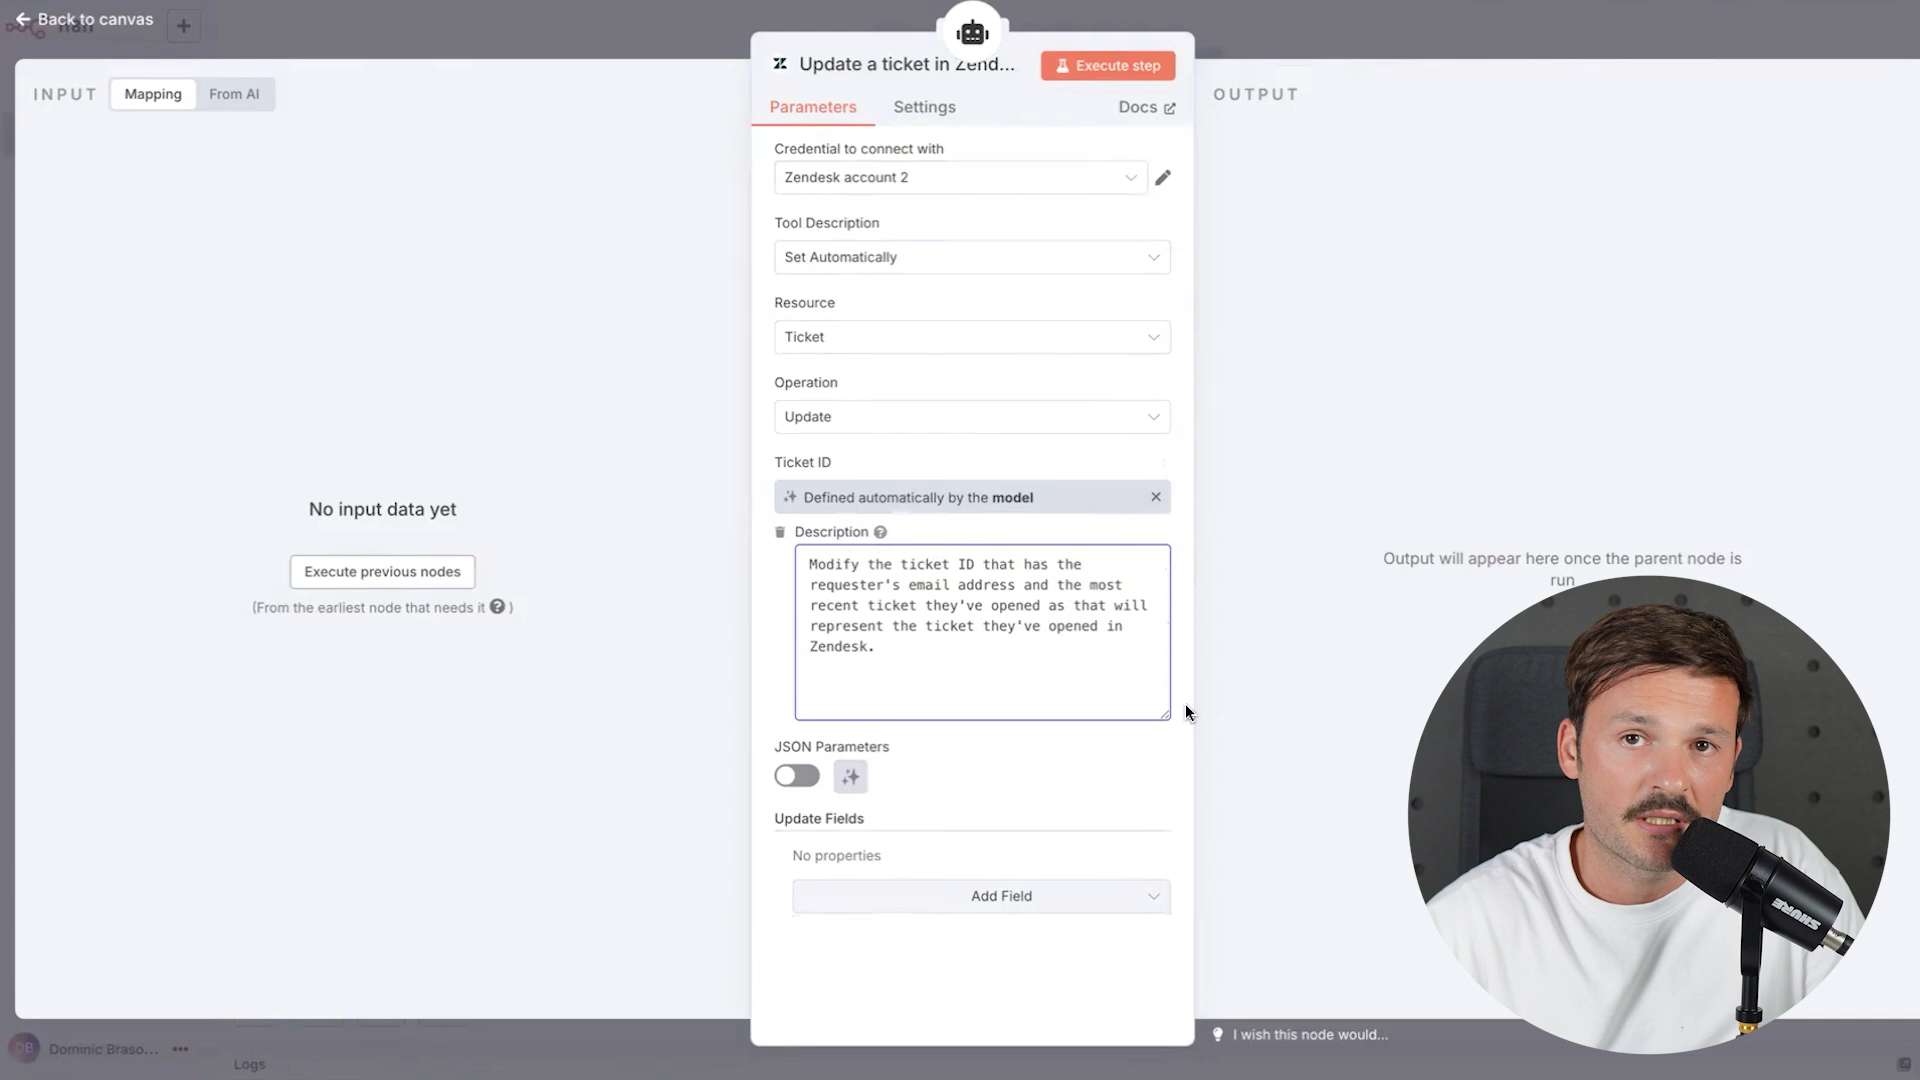 Back to canvas
INPUT
Mapping
From AI
Update a ticket in Zend...
Execute step
Parameters
Settings
Docs
OUTPUT
Credential to connect with
Zendesk account 2
Tool Description
Set Automatically
Resource
Ticket
Operation
Update
Ticket ID
Defined automatically by the model
Description
Modify the ticket ID that has the
requester's email address and the most
recent ticket they've opened as that will
represent the ticket they've opened in
Zendesk.
No input data yet
Execute previous nodes
(From the earliest node that needs it ? )
Output will appear here once the parent node is
run
JSON Parameters
Update Fields
No properties
Add Field
SHURE
I wish this node would...
DB
Dominic Braso...
Logs